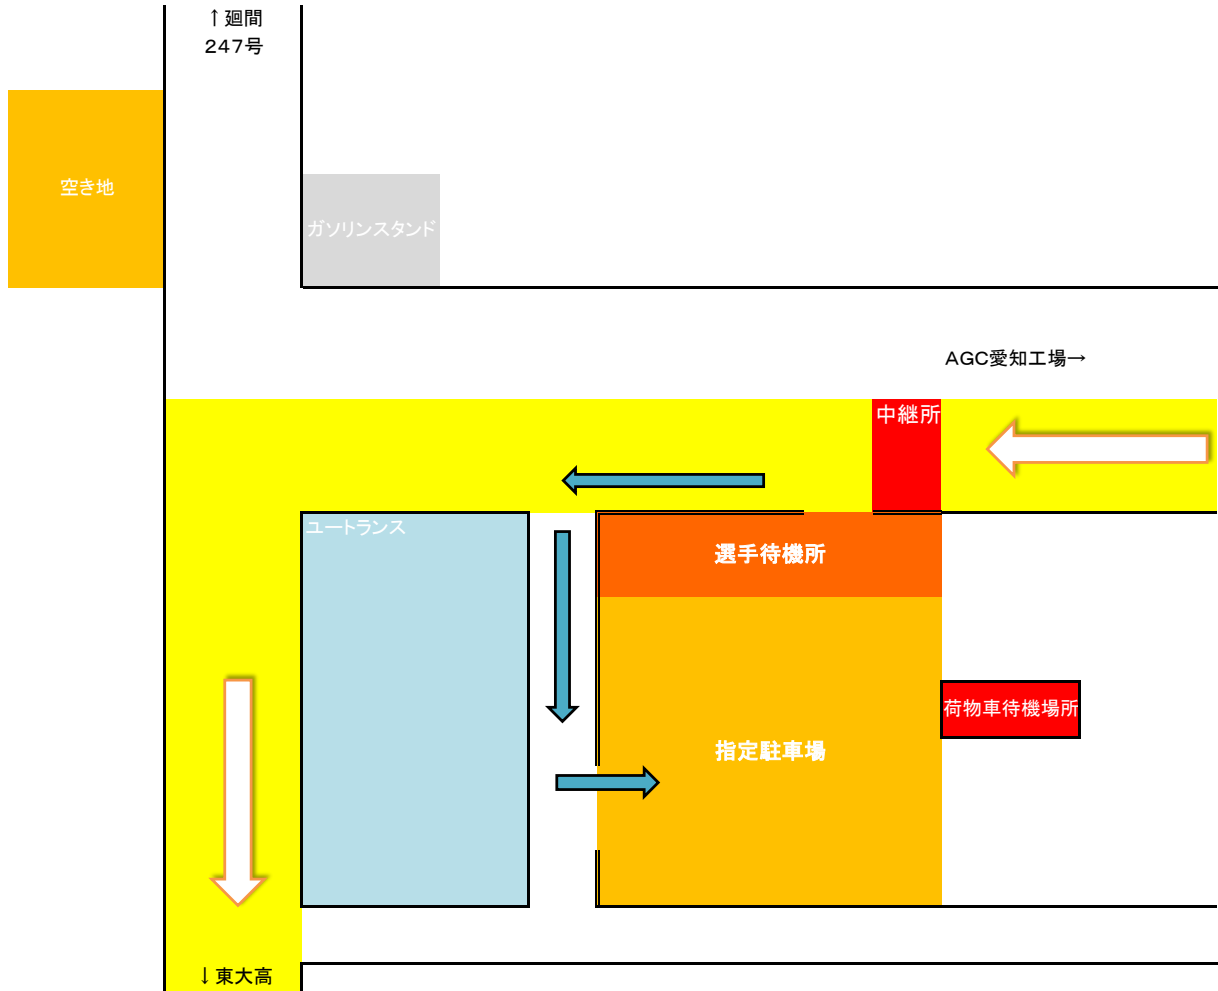 ↑廻間
247号
空き地
ガソリンスタンド
AGC愛知工場→
中継所
ユートランス
選手待機所
荷物車待機場所
指定駐車場
↓東大高